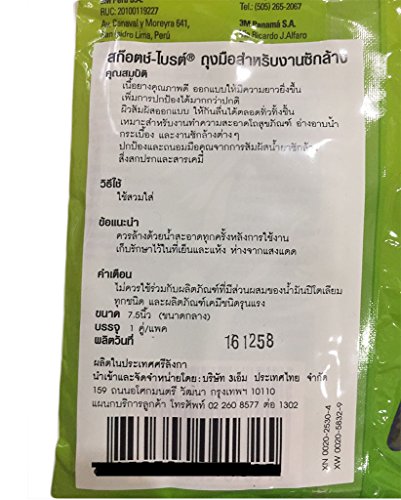 3M Perú S.A.
RUC: 20100119227
Av. Canaval y Moreyra 641,
San Isidro Lima, Perú
Tel.: (505) 265-2067
3M Panamá S.A.
Ricardo J.Alfaro
สก๊อตช์-ไบรต์® ถุงมือสำหรับงานซักล้าง
คุณสมบัติ
เนื้อยางคุณภาพดี ออกแบบให้มีความยาวยิ่งขึ้น
เพิ่มการปกป้องได้มากกว่าปกติ
ผิวสัมผัสออกแบบ ให้กันลื่นได้ตลอดทั่วทั้งชิ้น
เหมาะสำหรับงานทำความสะอาดโถสุขภัณฑ์ อ่างอาบน้ำ
กระเบื้อง และงานซักล้างต่างๆ
ปกป้องและถนอมมือคุณจากการสัมผัสน้ำยาซักล้าง
สิ่งสกปรกและสารเคมี
วิธีใช้
ใช้สวมใส่
ข้อแนะนำ
ควรล้างด้วยน้ำสะอาดทุกครั้งหลังการใช้งาน
เก็บรักษาไว้ในที่เย็นและแห้ง ห่างจากแสงแดด
คำเตือน
ไม่ควรใช้ร่วมกับผลิตภัณฑ์ที่มีส่วนผสมของน้ำมันปิโตเลียม
ทุกชนิด และผลิตภัณฑ์เคมีชนิดรุนแรง
ขนาด 7.5นิ้ว (ขนาดกลาง)
บรรจุ 1 คู่/แพค
ผลิตวันที่ 161258
ผลิตในประเทศศรีลังกา
นำเข้าและจัดจำหน่ายโดย: บริษัท 3เอ็ม ประเทศไทย จำกัด
159 ถนนอโศกมนตรี วัฒนา กรุงเทพฯ 10110
แผนกบริการลูกค้า โทรศัพท์ 02 260 8577 ต่อ 1302
XN 0020-2530-4
XW 0020-5832-9